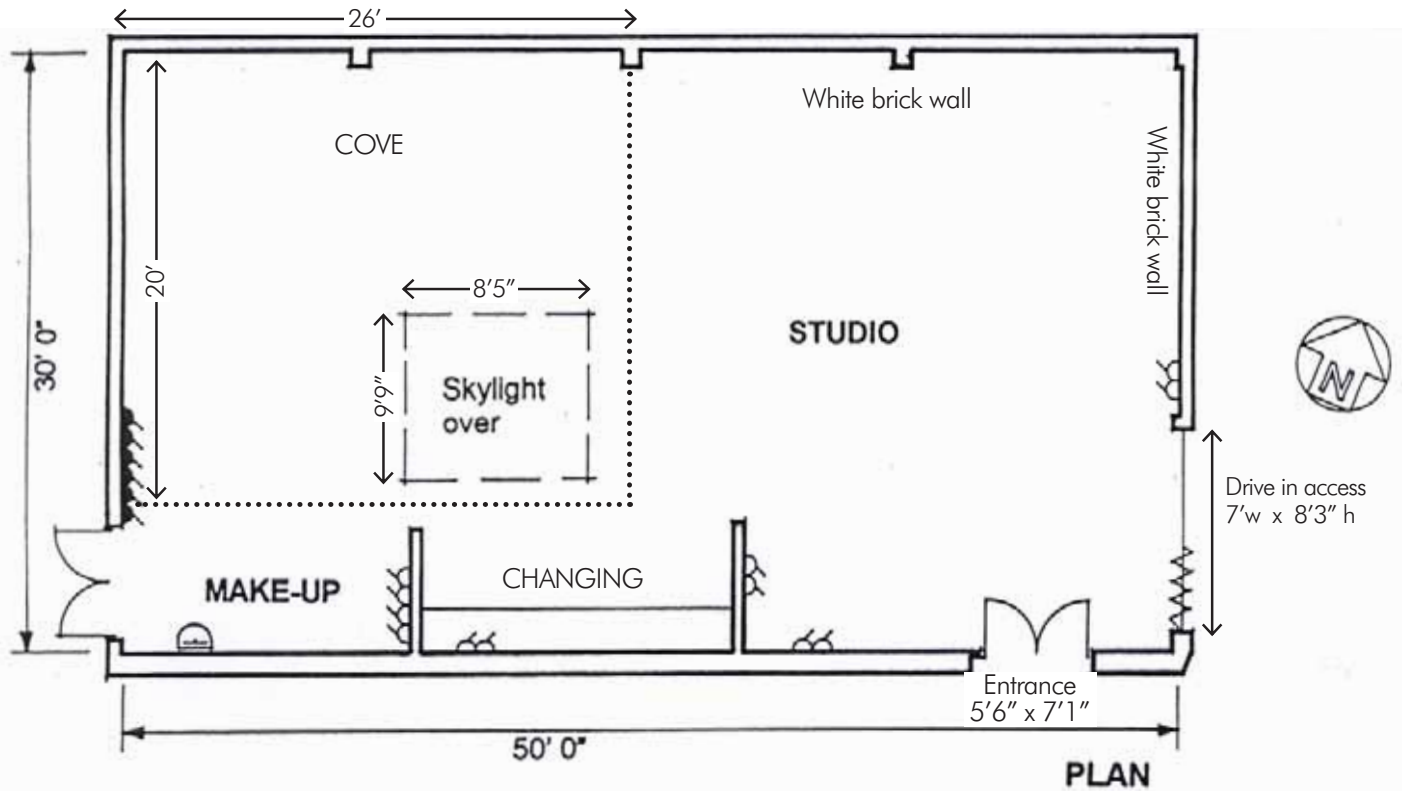 26'
White brick wall
COVE
White brick wall
20'
8'5"
30' 0"
STUDIO
9'9"
Skylight
over
N
Drive in access
7'w x 8'3" h
CHANGING
MAKE-UP
Entrance
5'6" x 7'1"
50' 0"
PLAN